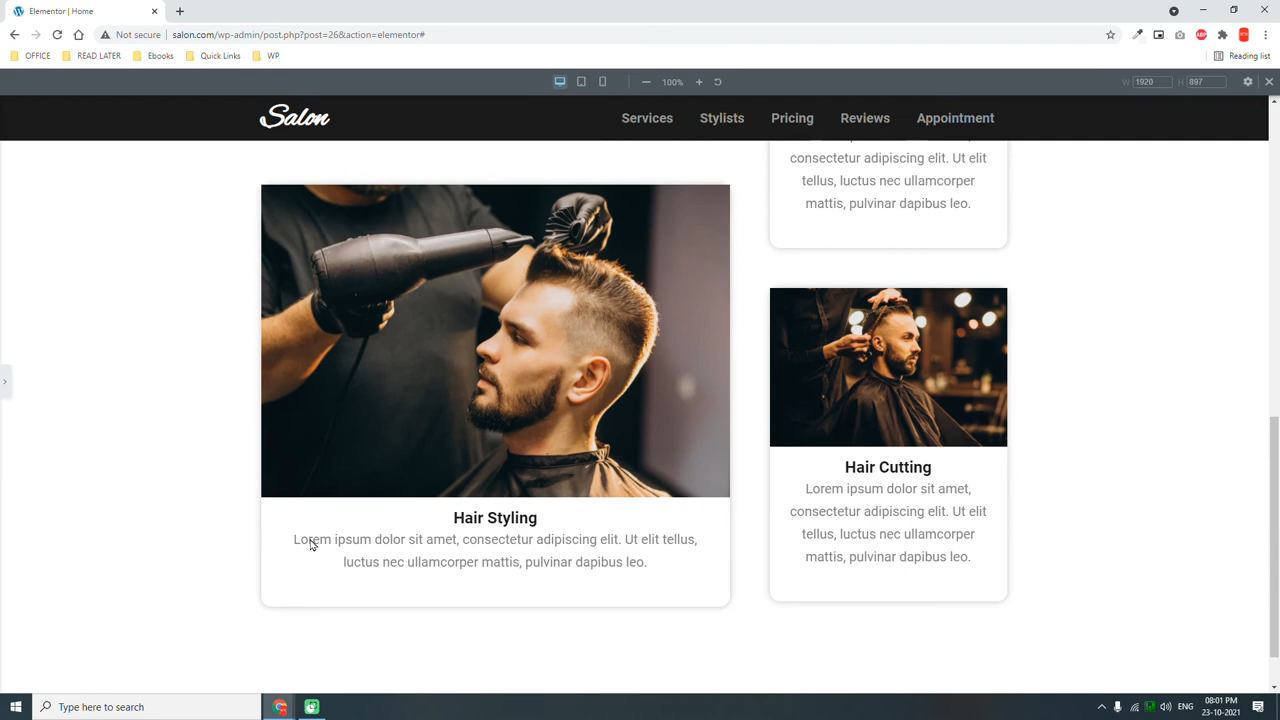 Elementor | Home
Not secure
salon.com/wp-admin/post.php?post=26&action=elementor#
OFFICE
READ LATER
Ebooks
Quick Links
WP
Reading list
100%
W 1920
H 897
Salon
Services
Stylists
Pricing
Reviews
Appointment
consectetur adipiscing elit. Ut elit
tellus, luctus nec ullamcorper
mattis, pulvinar dapibus leo.
Hair Styling
Lorem ipsum dolor sit amet, consectetur adipiscing elit. Ut elit tellus,
luctus nec ullamcorper mattis, pulvinar dapibus leo.
Hair Cutting
Lorem ipsum dolor sit amet,
consectetur adipiscing elit. Ut elit
tellus, luctus nec ullamcorper
mattis, pulvinar dapibus leo.
Type here to search
ENG
08:01 PM
23-10-2021